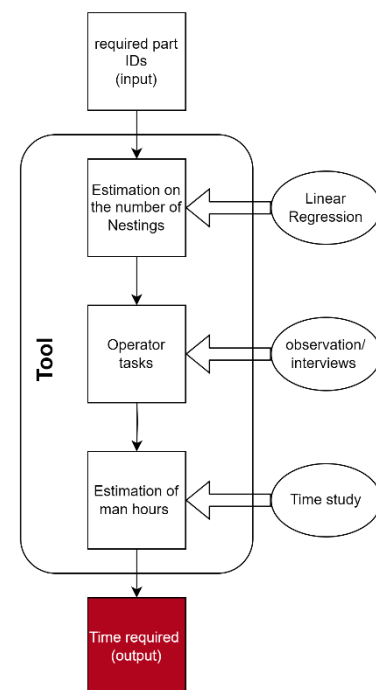 required part
IDs
(input)
Estimation on
the number of
Nestings
Linear
Regression
Tool
Operator
tasks
observation/
interviews
Estimation of
man hours
Time study
Time required
(output)